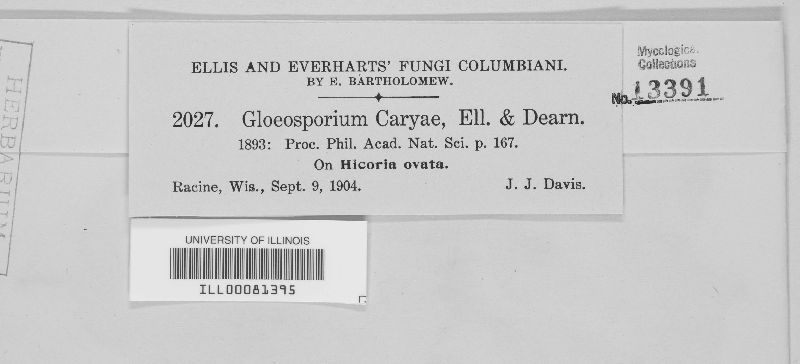 ELLIS AND EVERHARTS' FUNGI COLUMBIANI.
BY E. BARTHOLOMEW.
2027. Gloeosporium Caryae, Ell. & Dearn.
1893: Proc. Phil. Acad. Nat. Sci. p. 167.
On Hicoria ovata.
Racine, Wis., Sept. 9, 1904. J. J. Davis.
Mycological
Collections
No. 13391
UNIVERSITY OF ILLINOIS
ILL00081395
HERBARIUM